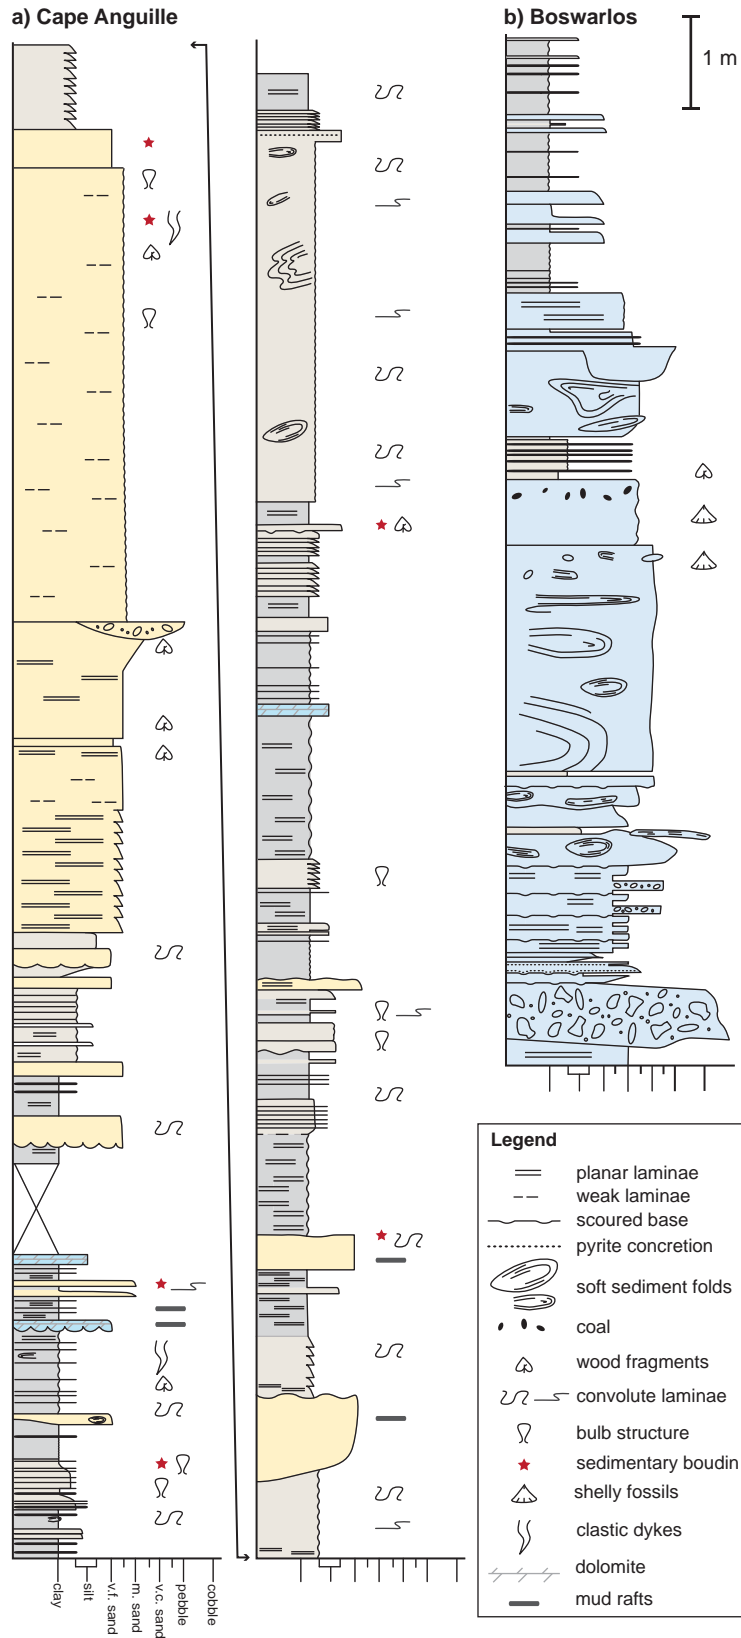 a) Cape Anguille
b) Boswarlos
1 m
clay
silt
v.f. sand
m. sand
v.c. sand
pebble
cobble
Legend
planar laminae
weak laminae
scoured base
pyrite concretion
soft sediment folds
coal
wood fragments
convolute laminae
bulb structure
sedimentary boudin
shelly fossils
clastic dykes
dolomite
mud rafts